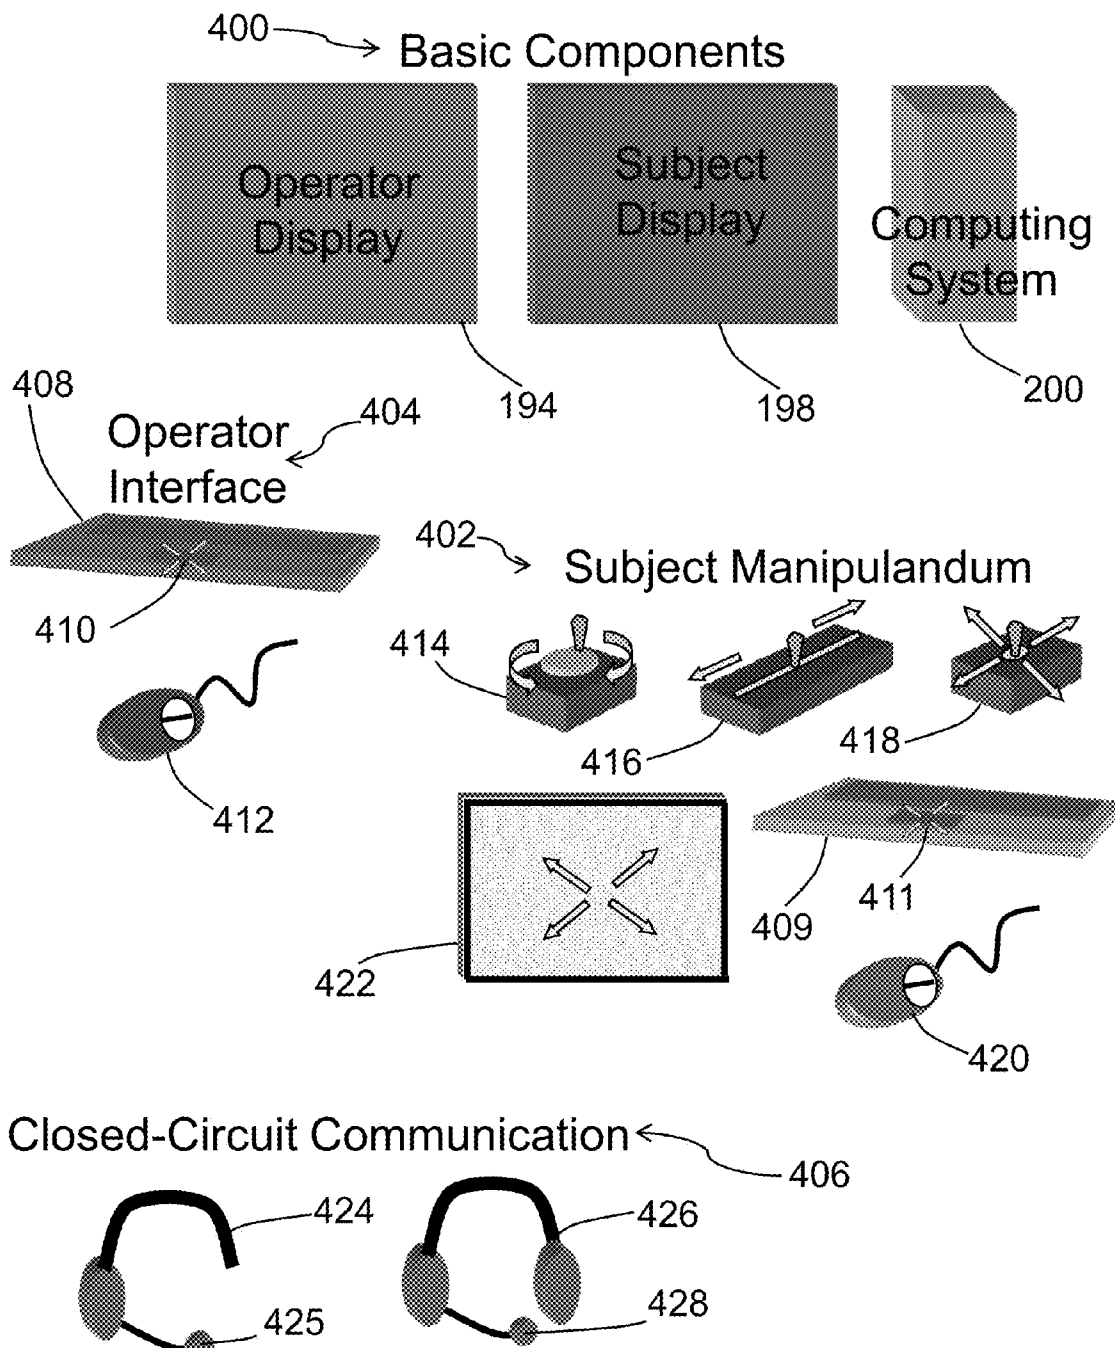 400
Basic Components
Operator
Display
Subject
Display
Computing
System
194
198
200
408
Operator
Interface
404
410
412
402
Subject Manipulandum
414
416
418
422
409
411
420
Closed-Circuit Communication
406
424
425
426
428